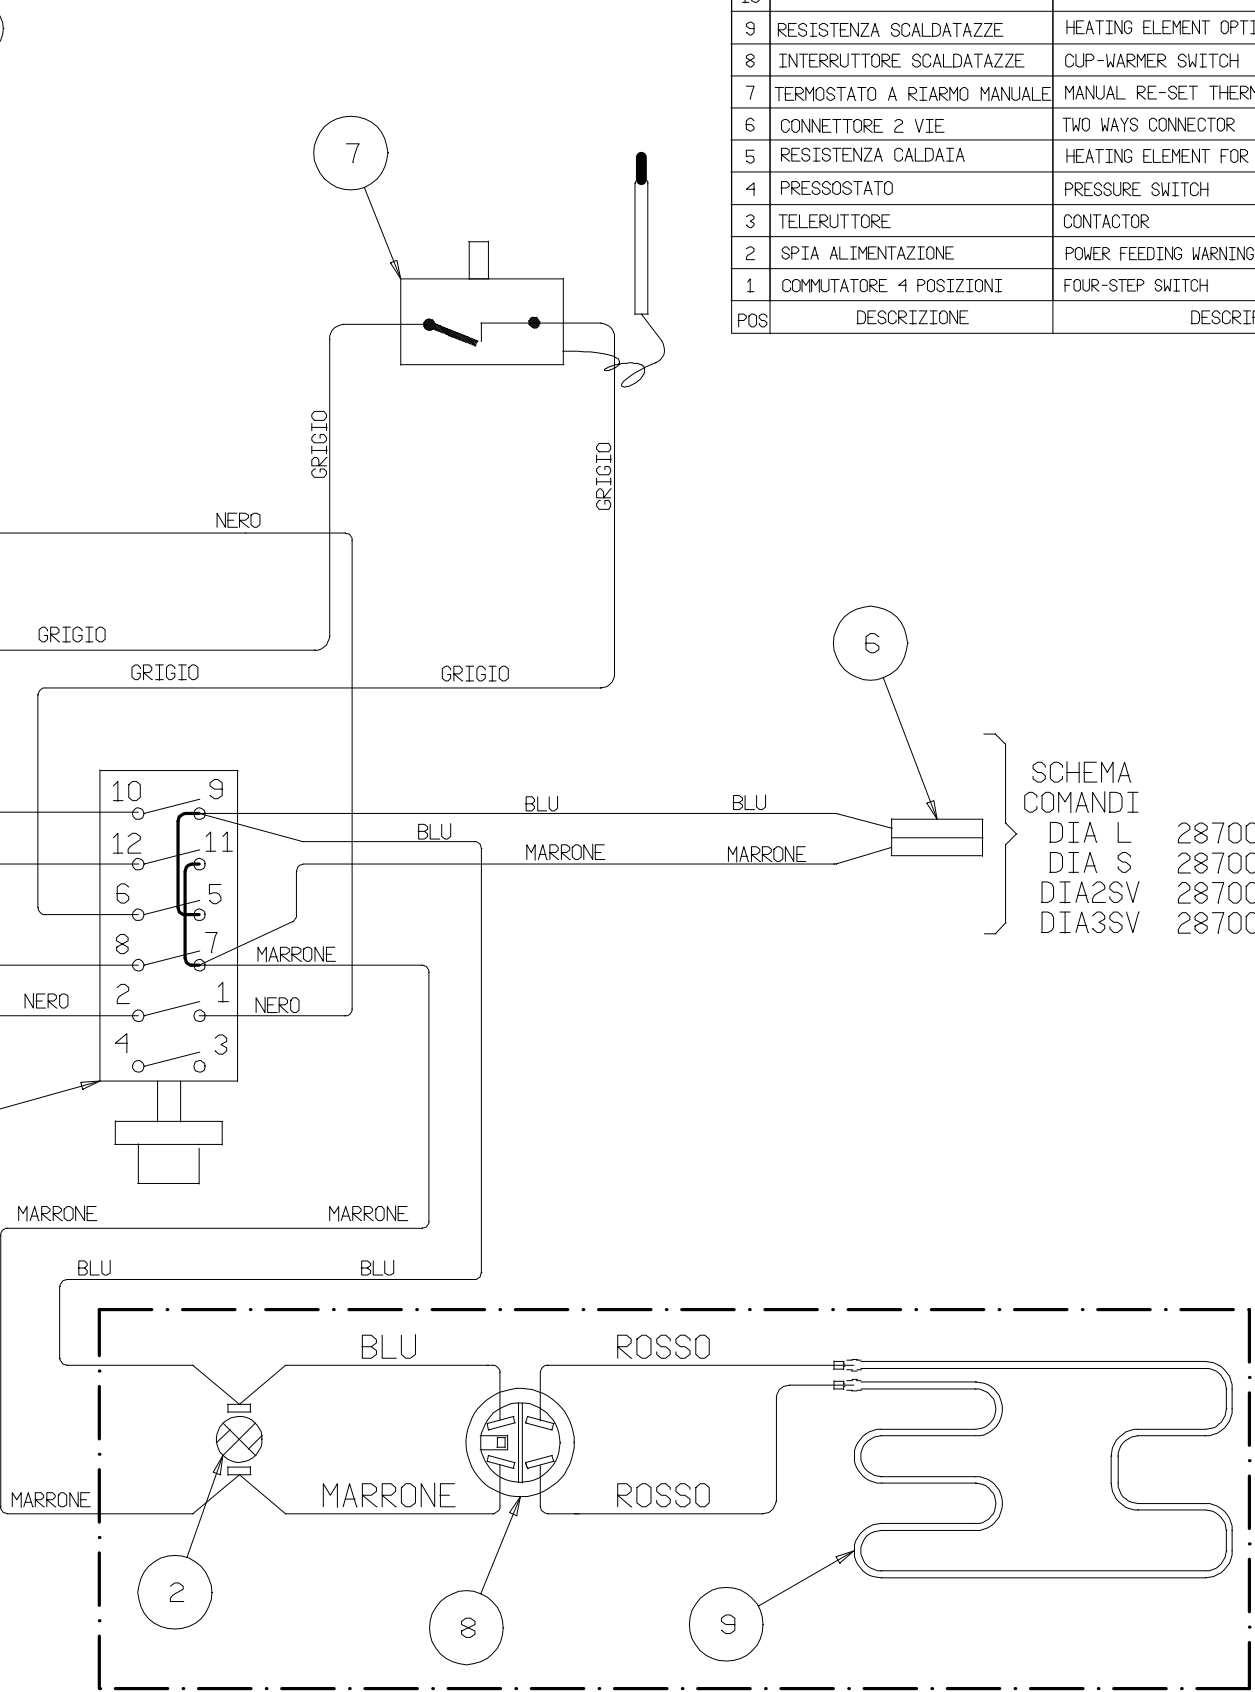 9 RESISTENZA SCALDATAZZE HEATING ELEMENT OPTI
8 INTERRUTTORE SCALDATAZZE CUP-WARMER SWITCH
7 TERMOSTATO A RIARMO MANUALE MANUAL RE-SET THERM
6 CONNETTORE 2 VIE TWO WAYS CONNECTOR
5 RESISTENZA CALDAIA HEATING ELEMENT FOR
4 PRESSOSTATO PRESSURE SWITCH
3 TELERUTTORE CONTACTOR
2 SPIA ALIMENTAZIONE POWER FEEDING WARNING
1 COMMUTATORE 4 POSIZIONI FOUR-STEP SWITCH
POS DESCRIZIONE DESCRI
7
GRIGIO
GRIGIO
NERO
GRIGIO
GRIGIO GRIGIO
6
10 9
BLU BLU
BLU
12 11
MARRONE MARRONE
6 5
8 7
MARRONE
NERO 2 1 NERO
4 3
SCHEMA
COMANDI
DIA L 28700
DIA S 28700
DIA2SV 28700
DIA3SV 28700
MARRONE MARRONE
BLU BLU
BLU ROSSO
MARRONE MARRONE ROSSO
2
8
9